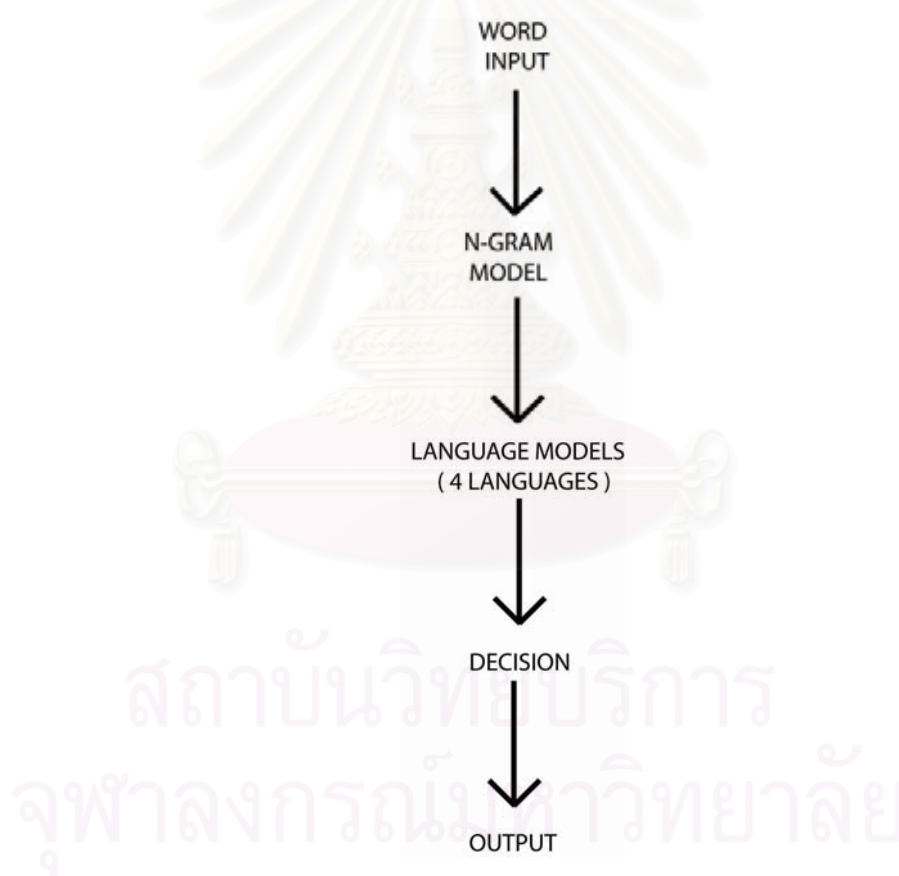 WORD
INPUT
N-GRAM
MODEL
LANGUAGE MODELS
( 4 LANGUAGES )
DECISION
สถาบันวิทยบริการ
จุฬาลงกรณ์มหาวิทยาลัย
OUTPUT